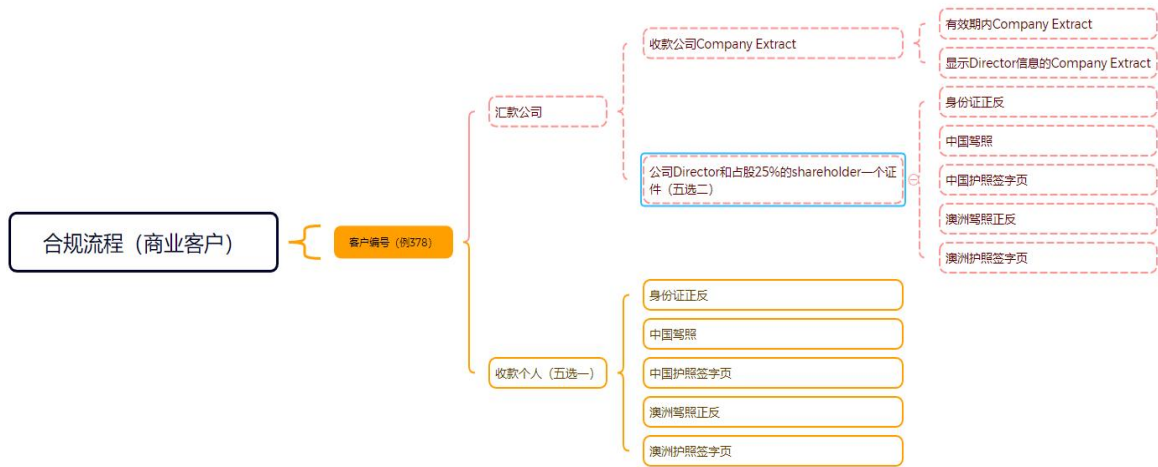 合规流程（商业客户）
客户编号（例378）
汇款公司
收款公司Company Extract
有效期内Company Extract
显示Director信息的Company Extract
公司Director和占股25%的shareholder一个证
件（五选二）
身份证正反
中国驾照
中国护照签字页
澳洲驾照正反
澳洲护照签字页
收款个人（五选一）
身份证正反
中国驾照
中国护照签字页
澳洲驾照正反
澳洲护照签字页